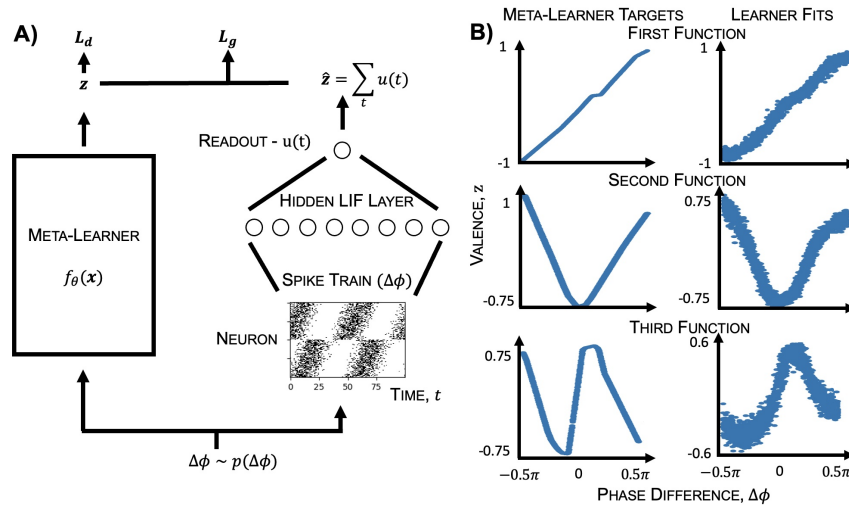 A)
L_d
L_g
z
ẑ = ∑_t u(t)
READOUT - u(t)
HIDDEN LIF LAYER
META-LEARNER
f_θ(x)
SPIKE TRAIN (Δϕ)
NEURON
0 25 50 75
TIME, t
Δϕ ~ p(Δϕ)
B)
META-LEARNER TARGETS
LEARNER FITS
FIRST FUNCTION
1
-1
1
-1
SECOND FUNCTION
1
-0.75
0.75
-0.75
VALENCE, z
THIRD FUNCTION
0.75
-0.75
0.6
-0.6
−0.5π 0 0.5π
−0.5π 0 0.5π
PHASE DIFFERENCE, Δϕ